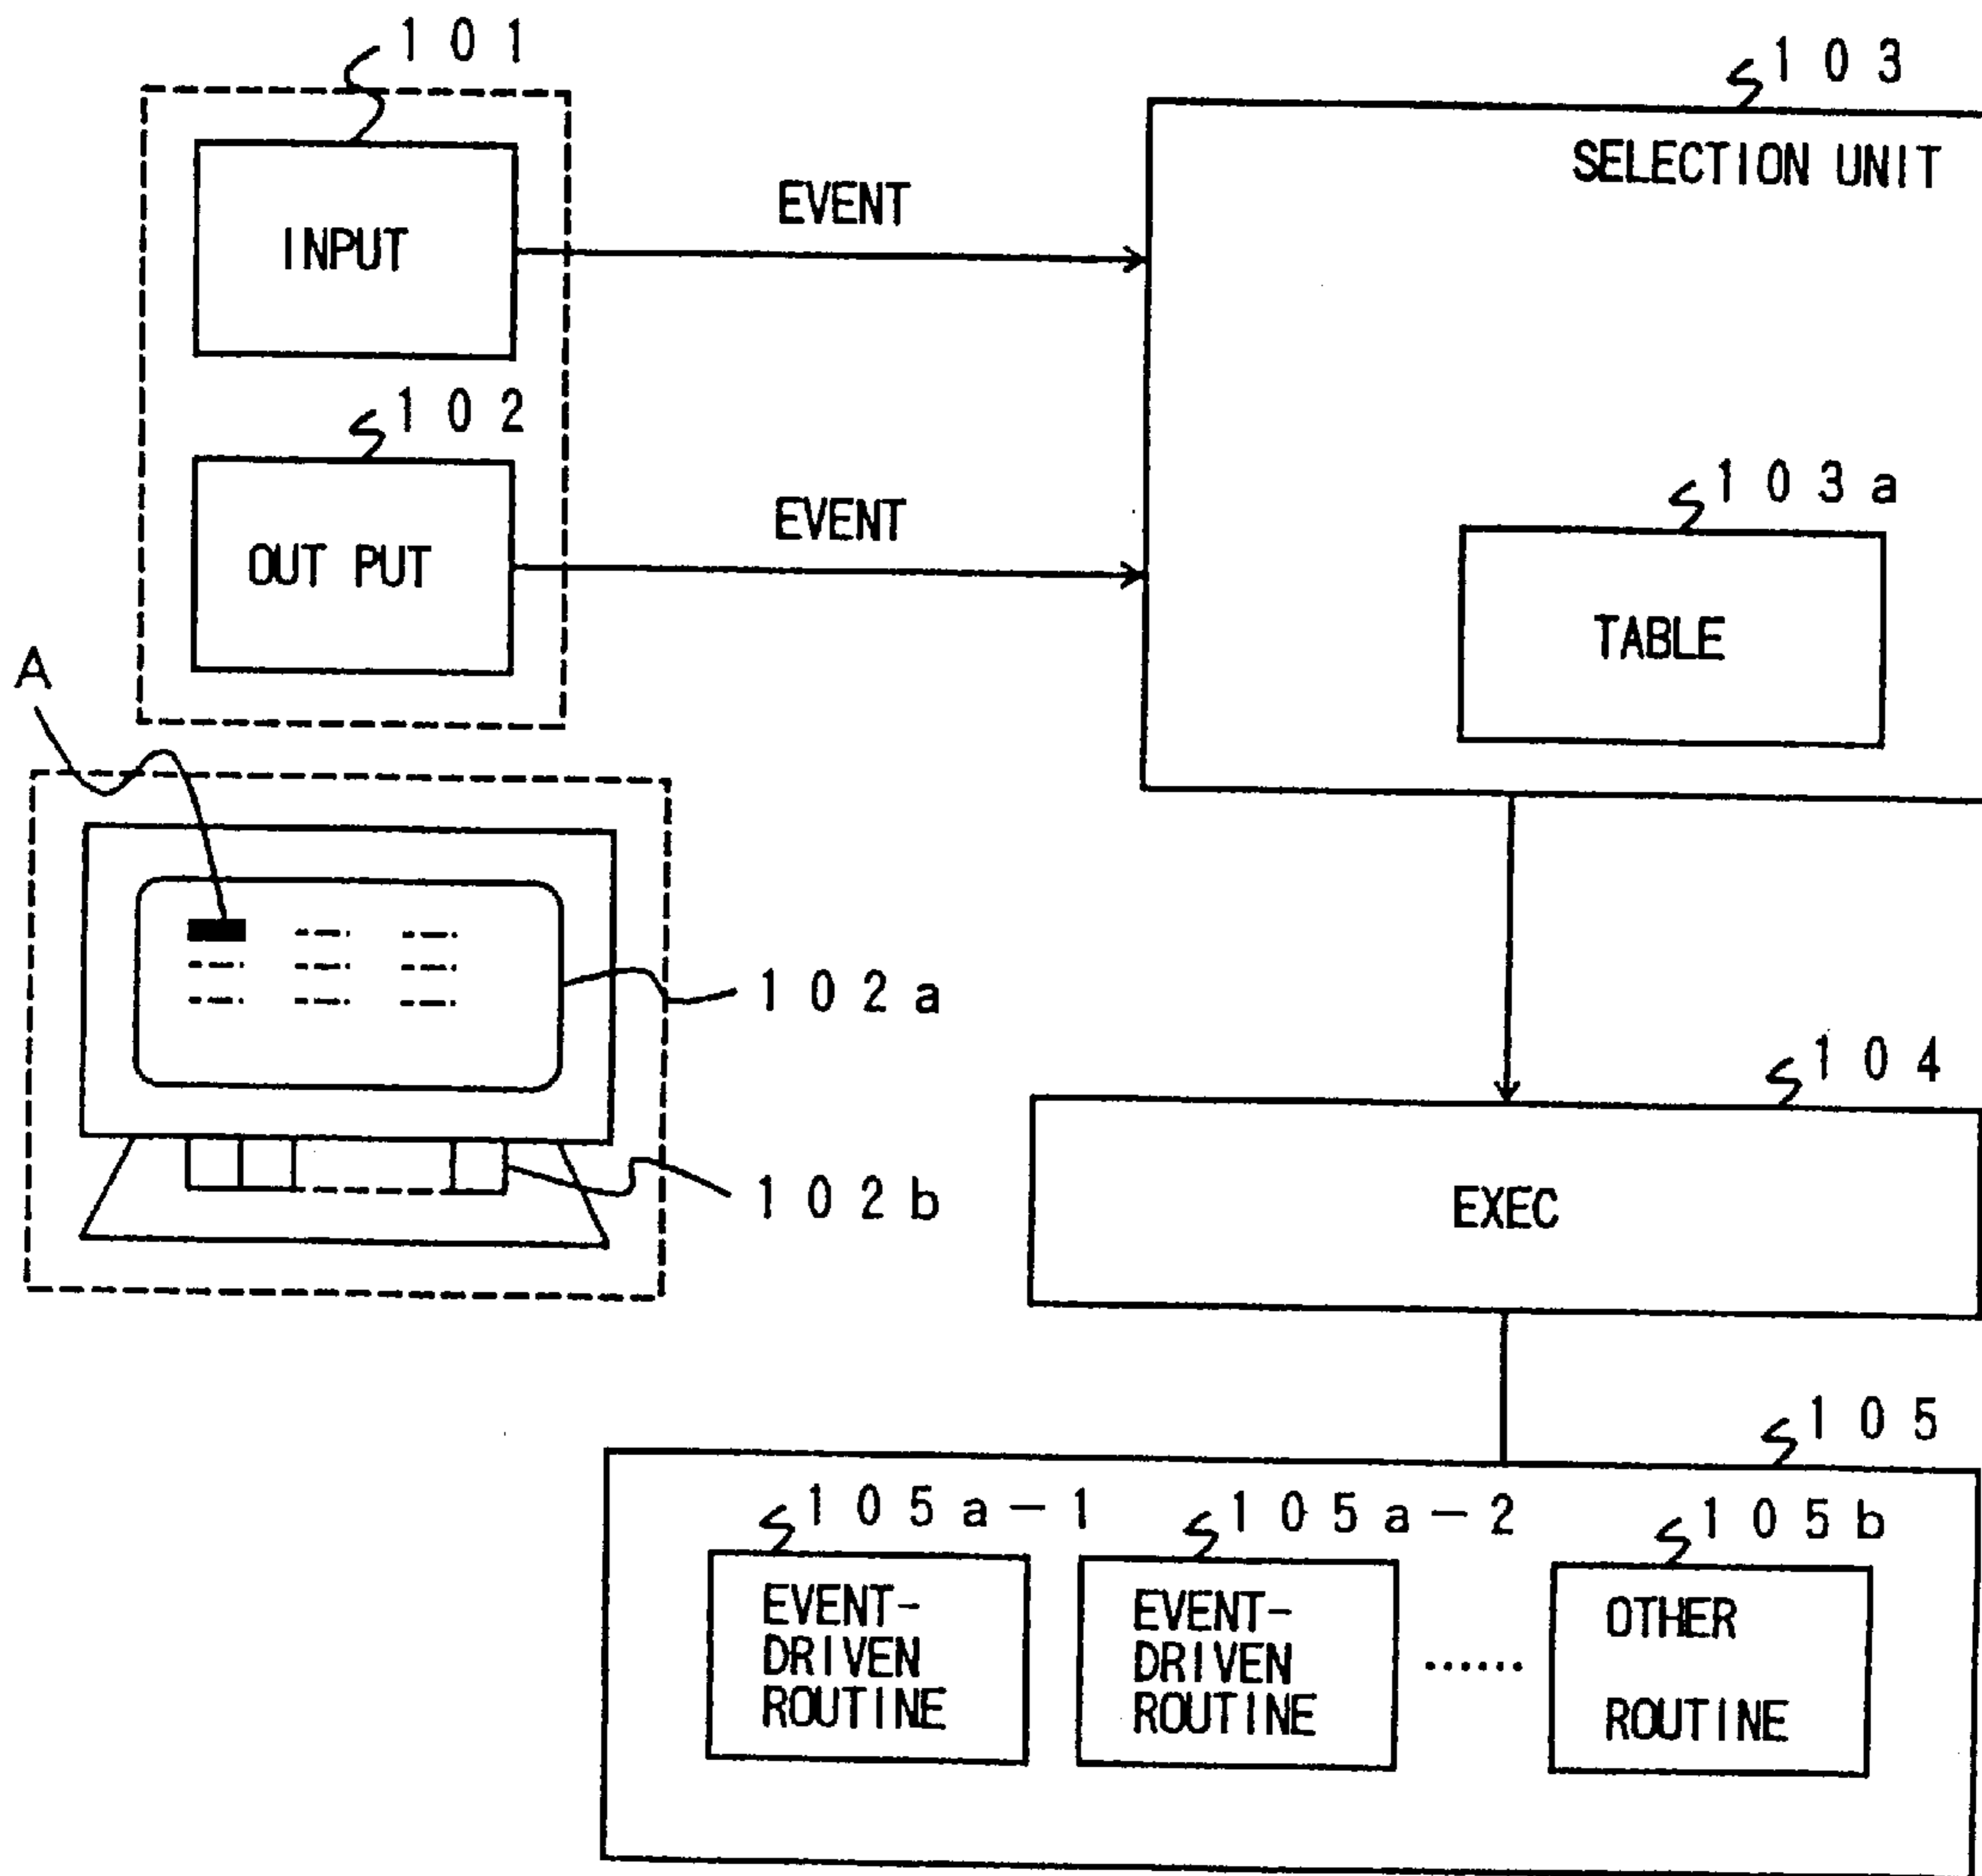 101
103
SELECTION UNIT
INPUT
EVENT
102
OUT PUT
EVENT
103a
TABLE
A
102a
102b
104
EXEC
105
105a-1
105a-2
105b
EVENT-
DRIVEN
ROUTINE
EVENT-
DRIVEN
ROUTINE
......
OTHER
ROUTINE